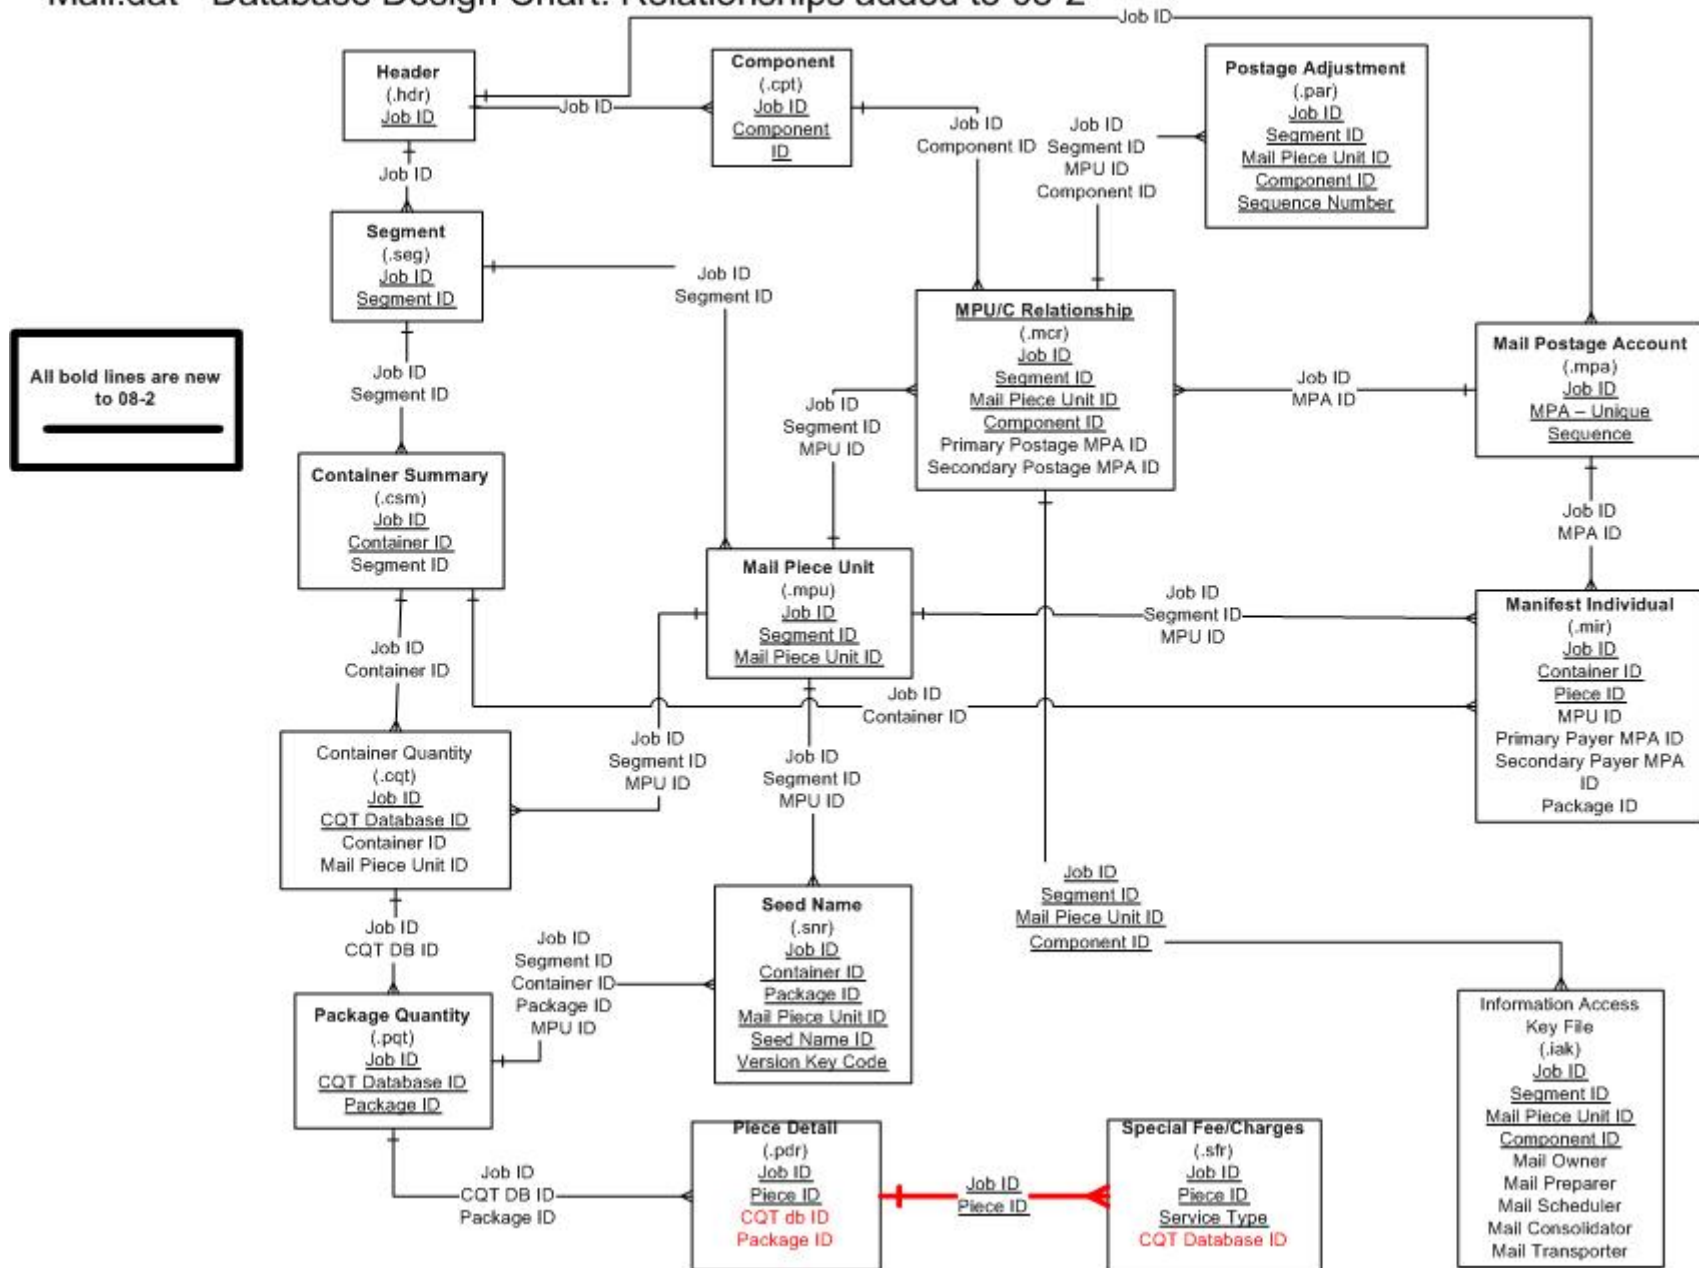 Mail.dat - Database Design Chart: Relationships added to 08-2
Job ID
Header
(.hdr)
Job ID
Job ID
Component
(.cpt)
Job ID
Component
ID
Postage Adjustment
(.par)
Job ID
Segment ID
Mail Piece Unit ID
Component ID
Sequence Number
Job ID
Component ID
Job ID
Segment ID
MPU ID
Component ID
Job ID
Segment
(.seg)
Job ID
Segment ID
Job ID
Segment ID
All bold lines are new
to 08-2
Job ID
Segment ID
MPU/C Relationship
(.mcr)
Job ID
Segment ID
Mail Piece Unit ID
Component ID
Primary Postage MPA ID
Secondary Postage MPA ID
Job ID
MPA ID
Mail Postage Account
(.mpa)
Job ID
MPA – Unique
Sequence
Job ID
Segment ID
MPU ID
Container Summary
(.csm)
Job ID
Container ID
Segment ID
Job ID
MPA ID
Mail Piece Unit
(.mpu)
Job ID
Segment ID
Mail Piece Unit ID
Job ID
Segment ID
MPU ID
Manifest Individual
(.mir)
Job ID
Container ID
Piece ID
MPU ID
Primary Payer MPA ID
Secondary Payer MPA
ID
Package ID
Job ID
Container ID
Job ID
Container ID
Container Quantity
(.cqt)
Job ID
CQT Database ID
Container ID
Mail Piece Unit ID
Job ID
Segment ID
MPU ID
Job ID
Segment ID
MPU ID
Job ID
Segment ID
Mail Piece Unit ID
Component ID
Job ID
CQT DB ID
Job ID
Segment ID
Container ID
Package ID
MPU ID
Seed Name
(.snr)
Job ID
Container ID
Package ID
Mail Piece Unit ID
Seed Name ID
Version Key Code
Package Quantity
(.pqt)
Job ID
CQT Database ID
Package ID
Information Access
Key File
(.iak)
Job ID
Segment ID
Mail Piece Unit ID
Component ID
Mail Owner
Mail Preparer
Mail Scheduler
Mail Consolidator
Mail Transporter
Job ID
CQT DB ID
Package ID
Piece Detail
(.pdr)
Job ID
Piece ID
CQT db ID
Package ID
Job ID
Piece ID
Special Fee/Charges
(.sfr)
Job ID
Piece ID
Service Type
CQT Database ID